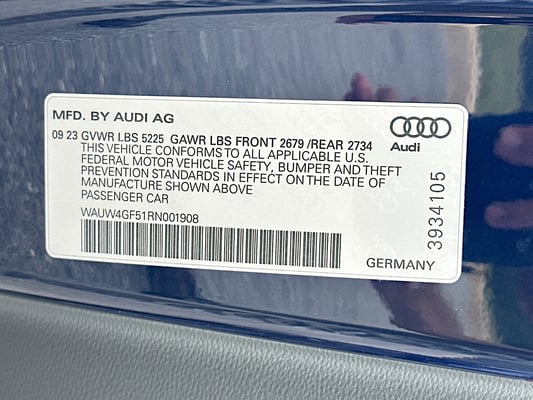 MFD. BY AUDI AG
09 23 GVWR LBS 5225 GAWR LBS FRONT 2679 /REAR 2734
THIS VEHICLE CONFORMS TO ALL APPLICABLE U.S.
FEDERAL MOTOR VEHICLE SAFETY, BUMPER AND THEFT
PREVENTION STANDARDS IN EFFECT ON THE DATE OF
MANUFACTURE SHOWN ABOVE
PASSENGER CAR
WAUW4GF51RN001908
Audi
3934105
GERMANY